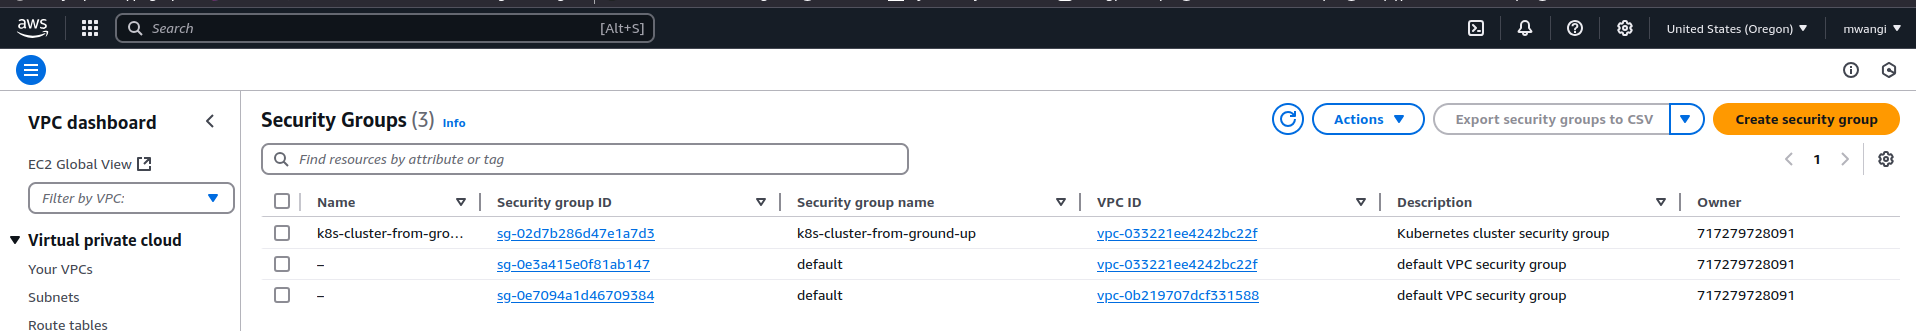 aws
Search [Alt+S]
United States (Oregon)
mwangi
VPC dashboard
EC2 Global View
Filter by VPC:
Virtual private cloud
Your VPCs
Subnets
Route tables
Security Groups (3) Info
Actions
Export security groups to CSV
Create security group
Find resources by attribute or tag
1
Name Security group ID Security group name VPC ID Description Owner
k8s-cluster-from-gro... sg-02d7b286d47e1a7d3 k8s-cluster-from-ground-up vpc-033221ee4242bc22f Kubernetes cluster security group 717279728091
– sg-0e3a415e0f81ab147 default vpc-033221ee4242bc22f default VPC security group 717279728091
– sg-0e7094a1d46709384 default vpc-0b219707dcf331588 default VPC security group 717279728091